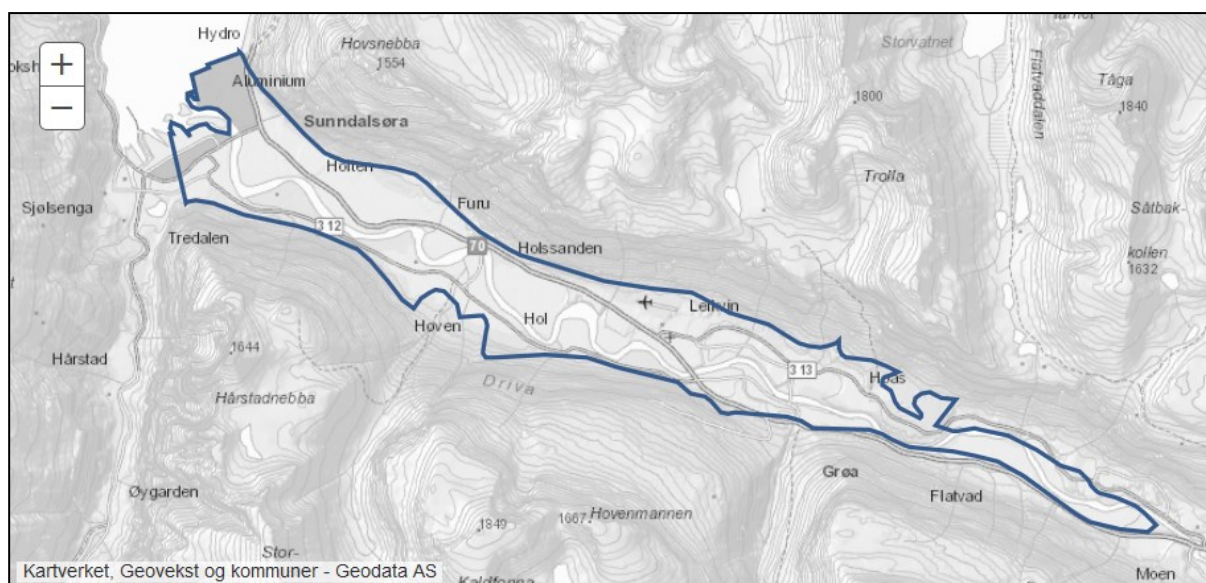 Hydro
Aluminium
Hovsnebba
1554
Storvatnet
Flatvaddalen
Tåga
1840
1800
Sunndalsøra
Holten
Trolla
Furu
Sjølsenga
Såtbak-
kollen
1632
Tredalen
312
70
Holssanden
Hoven
Hol
313
Hoås
Hårstad
1644
Driva
Hårstadnebba
Grøa
Flatvad
Øygarden
1849
1667
Hovenmannen
Stor-
Moen
+
−
Kartverket, Geovekst og kommuner - Geodata AS